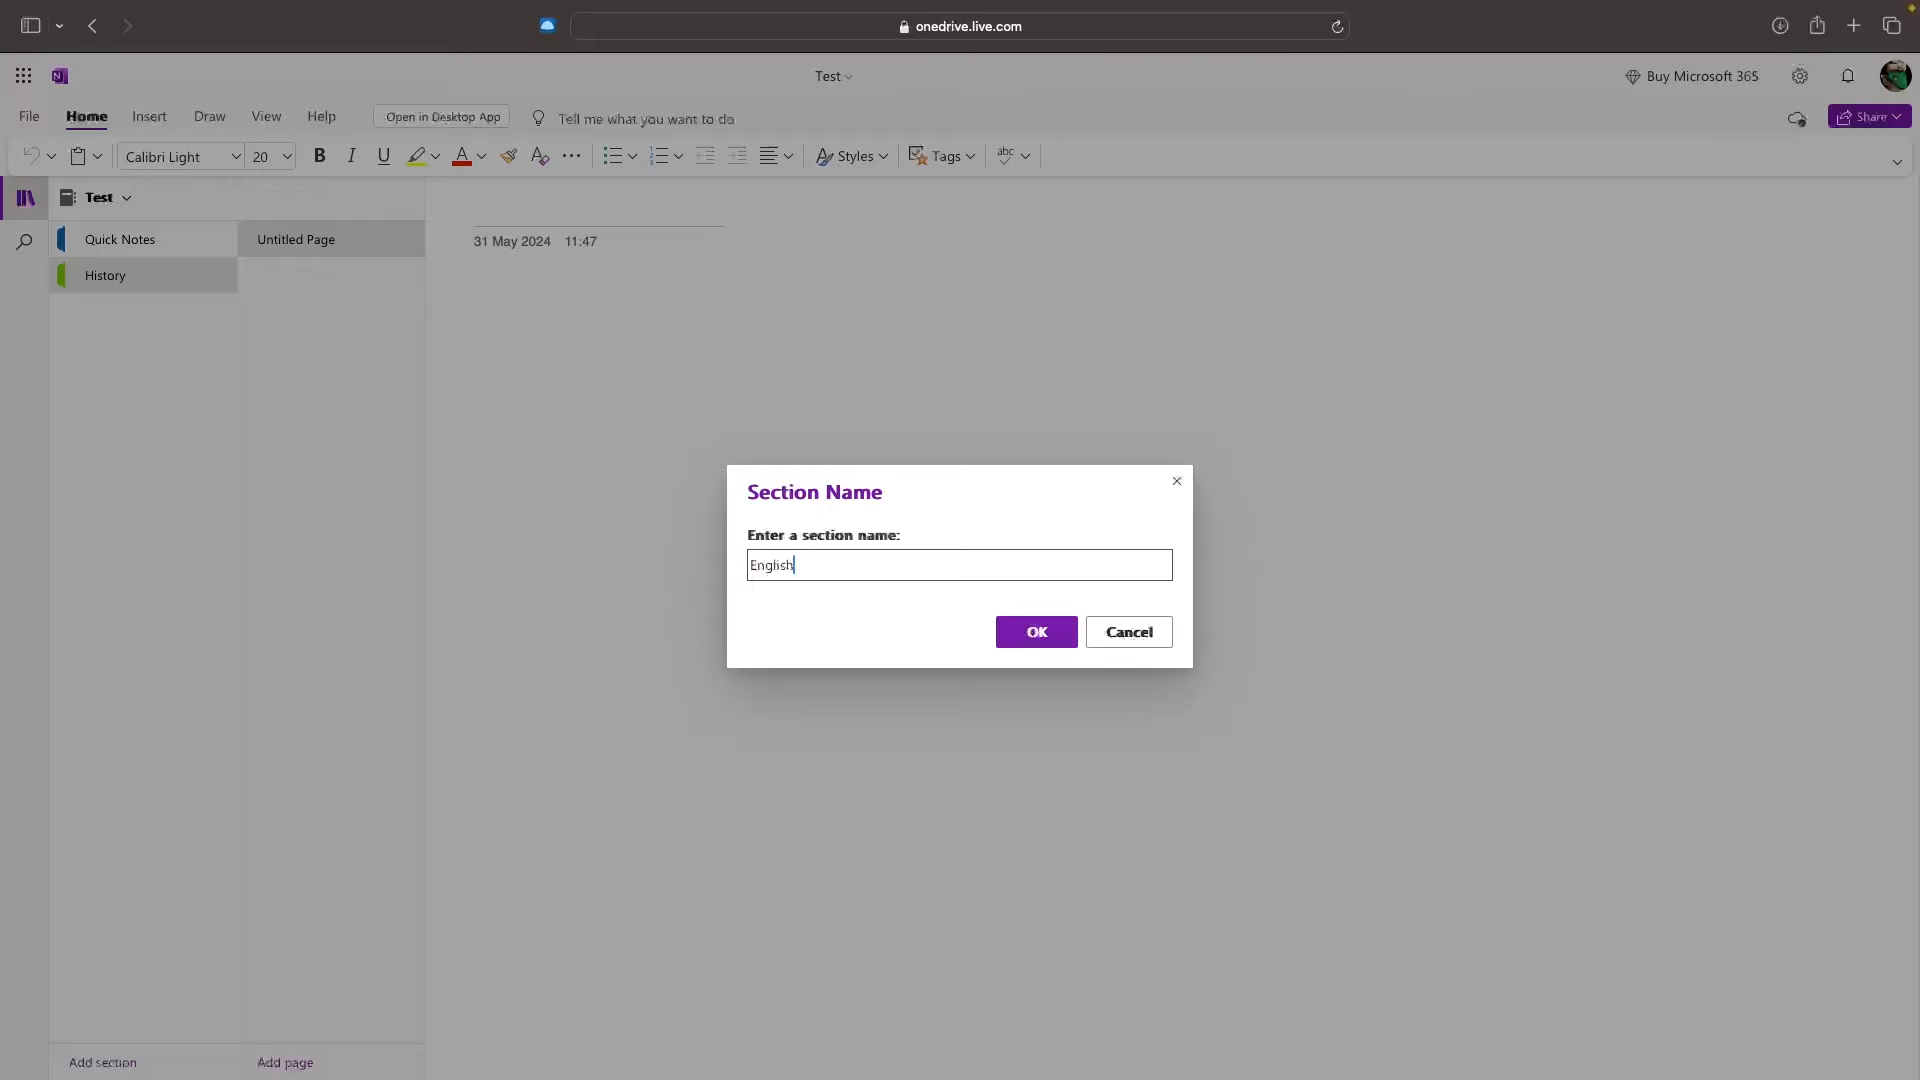 onedrive.live.com
Test
Buy Microsoft 365
File Home Insert Draw View Help Open in Desktop App Tell me what you want to do Share
Calibri Light 20 B I U A A Styles Tags abc
Test
Quick Notes Untitled Page
History
31 May 2024 11:47
Section Name
Enter a section name:
English
OK Cancel
Add section Add page